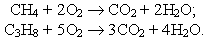 CH4 + 2O₂ → CO₂ + 2H₂O;
C₃H₈ + 5O₂ → 3CO₂ + 4H₂O.